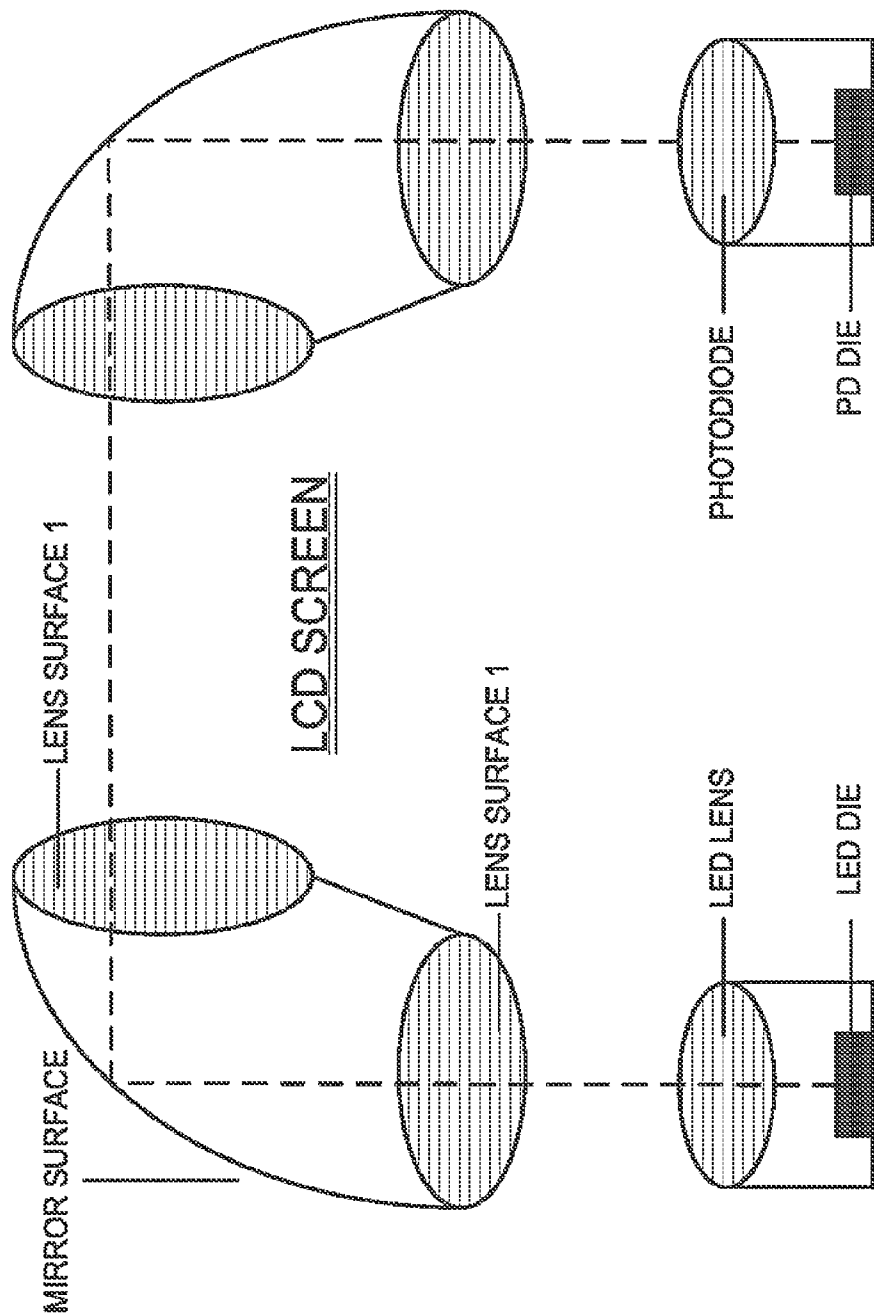 MIRROR SURFACE
LENS SURFACE 1
LCD SCREEN
LENS SURFACE 1
LED LENS
LED DIE
PHOTODIODE
PD DIE